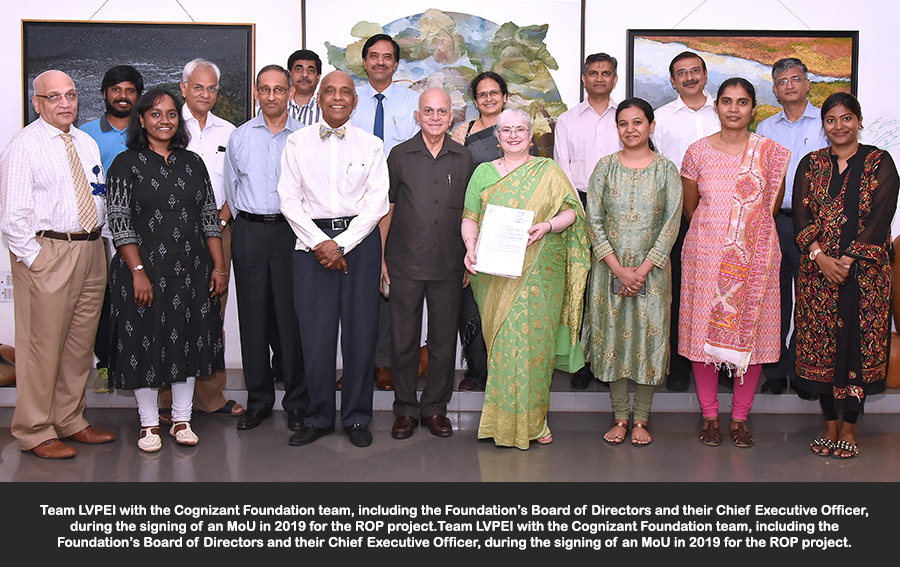 Team LVPEI with the Cognizant Foundation team, including the Foundation's Board of Directors and their Chief Executive Officer,
during the signing of an MoU in 2019 for the ROP project.Team LVPEI with the Cognizant Foundation team, including the
Foundation's Board of Directors and their Chief Executive Officer, during the signing of an MoU in 2019 for the ROP project.